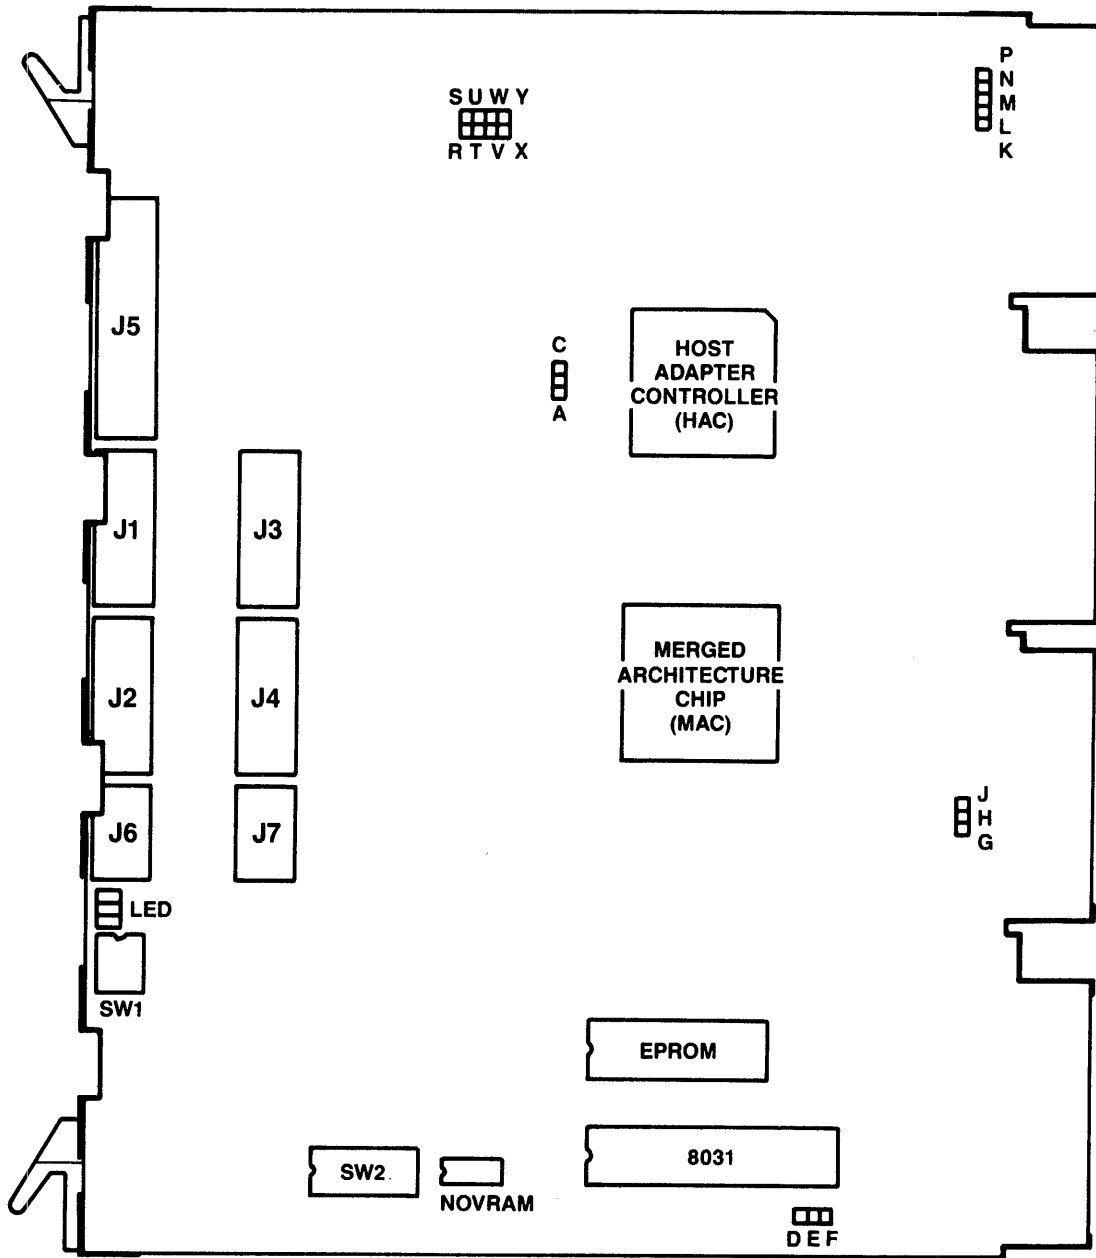 P
N
M
L
K
S U W Y
R T V X
J5
C
A
HOST
ADAPTER
CONTROLLER
(HAC)
J1
J3
MERGED
ARCHITECTURE
CHIP
(MAC)
J2
J4
J
H
G
J6
J7
LED
SW1
EPROM
8031
SW2
NOVRAM
D E F